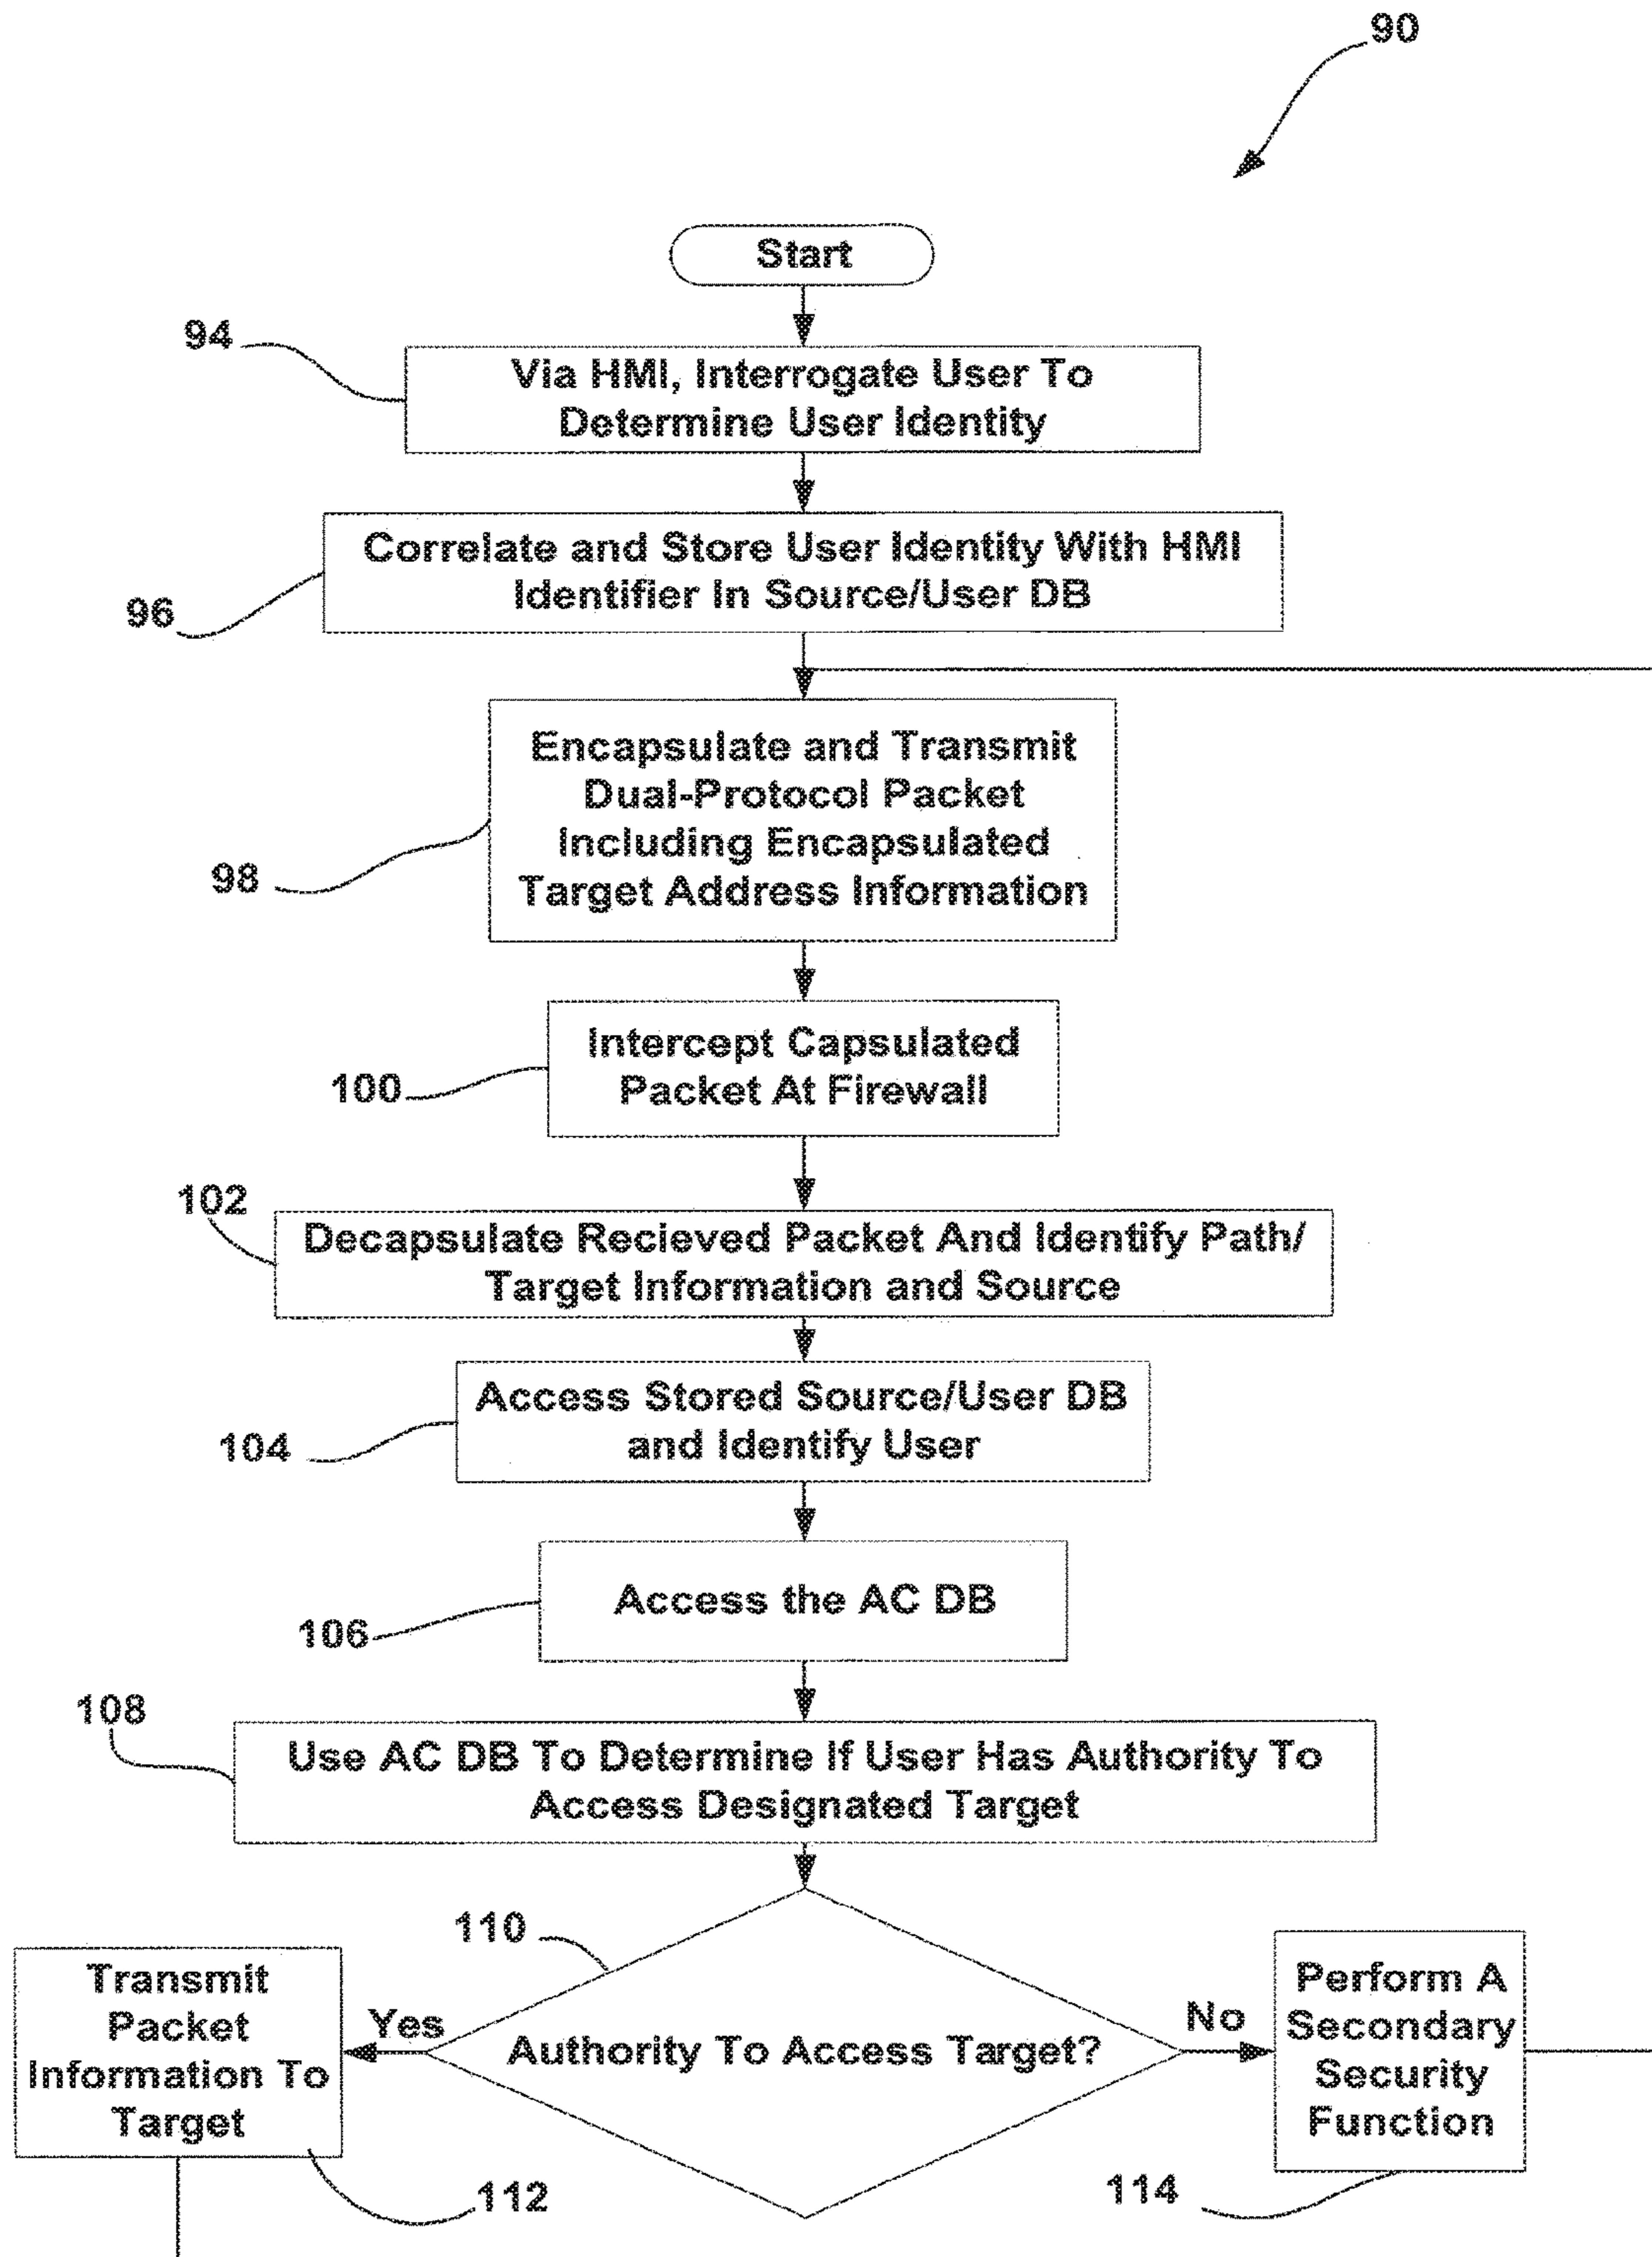 90
Start
94
Via HMI, Interrogate User To
Determine User Identity
96
Correlate and Store User Identity With HMI
Identifier In Source/User DB
98
Encapsulate and Transmit
Dual-Protocol Packet
Including Encapsulated
Target Address Information
100
Intercept Capsulated
Packet At Firewall
102
Decapsulate Recieved Packet And Identify Path/
Target Information and Source
104
Access Stored Source/User DB
and Identify User
106
Access the AC DB
108
Use AC DB To Determine If User Has Authority To
Access Designated Target
110
Authority To Access Target?
Yes
Transmit
Packet
Information To
Target
112
No
Perform A
Secondary
Security
Function
114